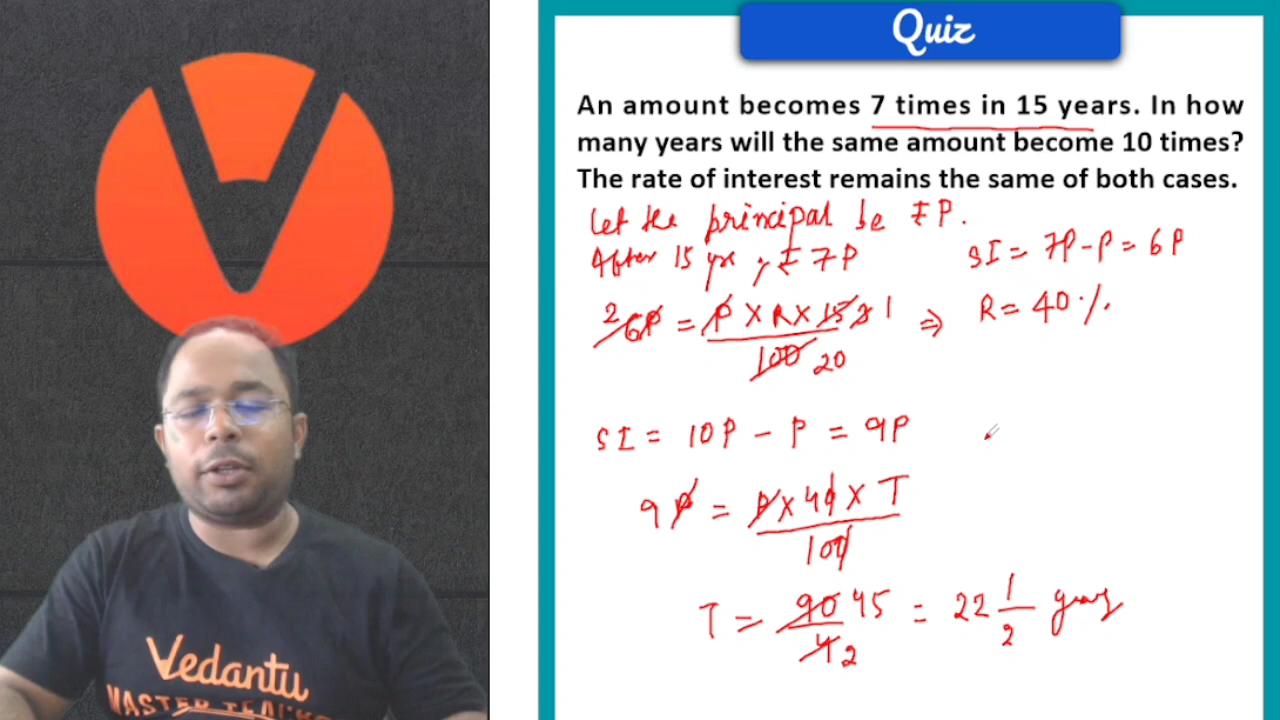 Quiz
An amount becomes 7 times in 15 years. In how
many years will the same amount become 10 times?
The rate of interest remains the same of both cases.
Let the principal be ₹ P.
After 15 yrs, ₹ 7P
SI = 7P - P = 6P
2 6P = P × R × 15 3 1
100 20
⇒ R = 40%
SI = 10P - P = 9P
9P = P × 40 × T
100
T = 90 45 = 22 1/2 years
4 2
Vedantu
MASTER TEACHER